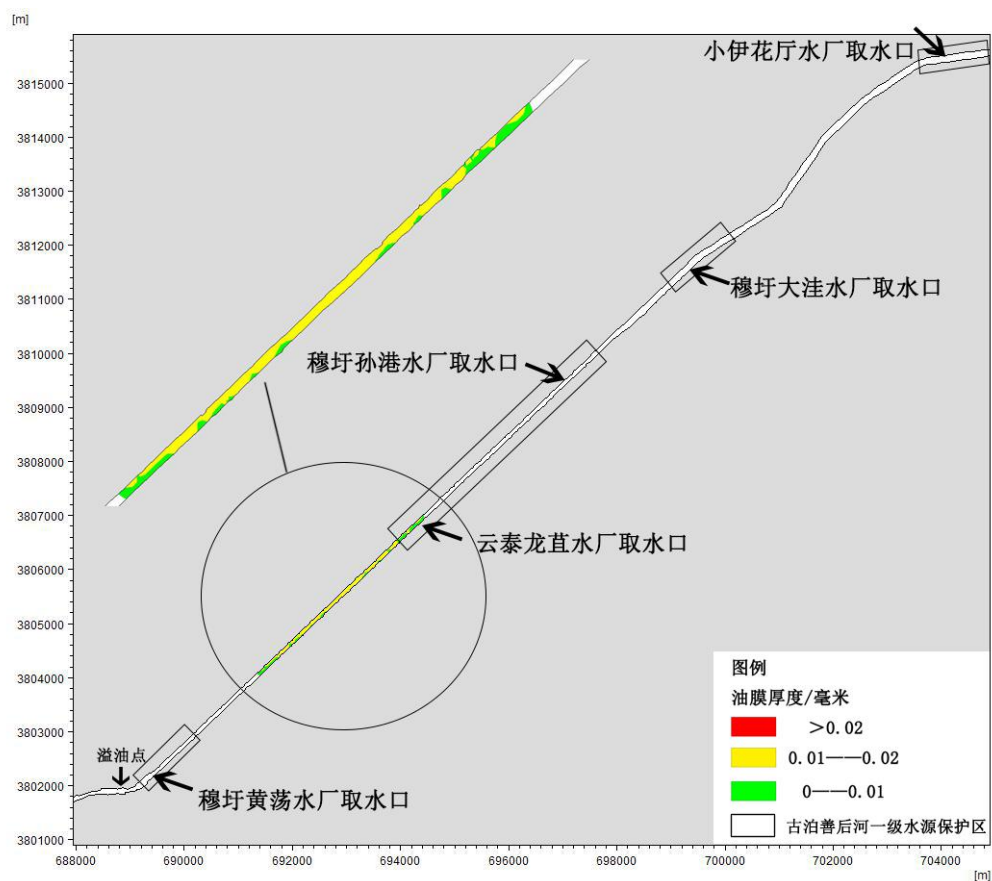 [m]
小伊花厅水厂取水口
3815000
3814000
3813000
3812000
穆圩大洼水厂取水口
3811000
3810000
穆圩孙港水厂取水口
3809000
3808000
3807000
云泰龙苴水厂取水口
3806000
3805000
3804000
3803000
溢油点
3802000
穆圩黄荡水厂取水口
3801000
图例
油膜厚度/毫米
>0.02
0.01——0.02
0——0.01
古泊善后河一级水源保护区
688000 690000 692000 694000 696000 698000 700000 702000 704000
[m]